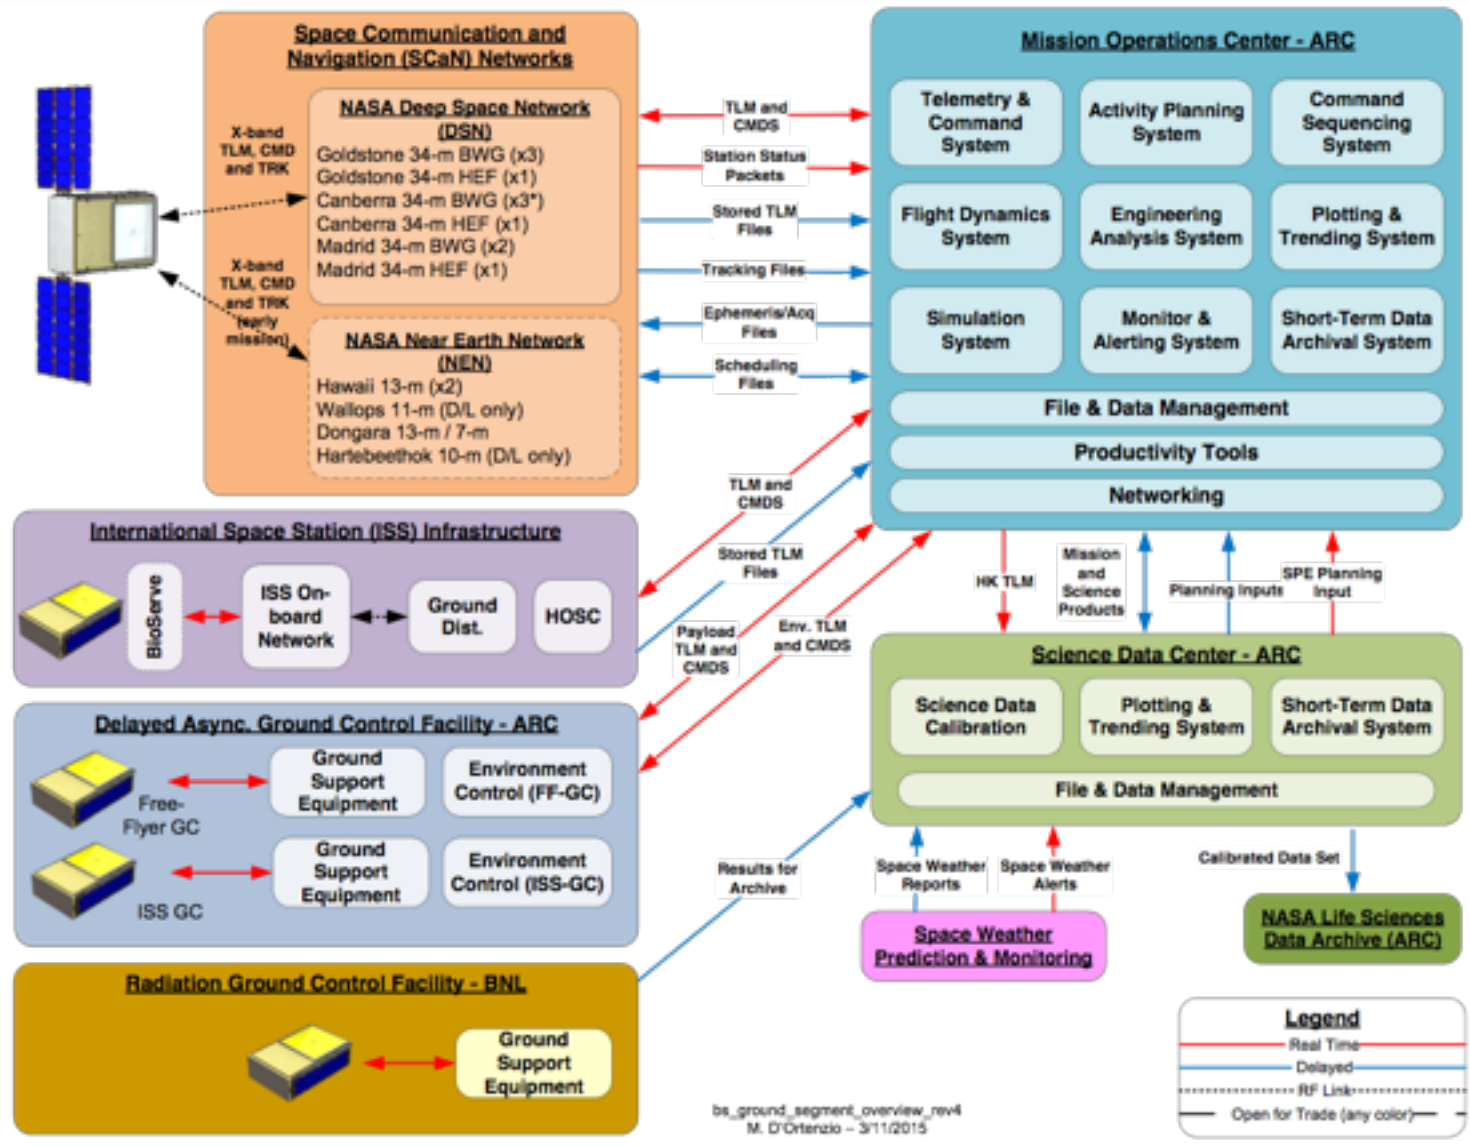 Space Communication and
Navigation (SCaN) Networks
NASA Deep Space Network
(DSN)
Goldstone 34-m BWG (x3)
Goldstone 34-m HEF (x1)
Canberra 34-m BWG (x3*)
Canberra 34-m HEF (x1)
Madrid 34-m BWG (x2)
Madrid 34-m HEF (x1)
X-band
TLM, CMD
and TRK
X-band
TLM, CMD
and TRK
(early
mission)
NASA Near Earth Network
(NEN)
Hawaii 13-m (x2)
Wallops 11-m (D/L only)
Dongara 13-m / 7-m
Hartebeethok 10-m (D/L only)
TLM and
CMDS
Station Status
Packets
Stored TLM
Files
Tracking Files
Ephemeris/Acq
Files
Scheduling
Files
Mission Operations Center - ARC
Telemetry &
Command
System
Activity Planning
System
Command
Sequencing
System
Flight Dynamics
System
Engineering
Analysis System
Plotting &
Trending System
Simulation
System
Monitor &
Alerting System
Short-Term Data
Archival System
File & Data Management
Productivity Tools
Networking
International Space Station (ISS) Infrastructure
BioServe
ISS On-
board
Network
Ground
Dist.
HOSC
TLM and
CMDS
Stored TLM
Files
Payload
TLM and
CMDS
Env. TLM
and CMDS
HK TLM
Mission
and
Science
Products
Planning Inputs
SPE Planning
Input
Delayed Async. Ground Control Facility - ARC
Free-
Flyer GC
Ground
Support
Equipment
Environment
Control (FF-GC)
ISS GC
Ground
Support
Equipment
Environment
Control (ISS-GC)
Science Data Center - ARC
Science Data
Calibration
Plotting &
Trending System
Short-Term Data
Archival System
File & Data Management
Results for
Archive
Space Weather
Reports
Space Weather
Alerts
Calibrated Data Set
Space Weather
Prediction & Monitoring
NASA Life Sciences
Data Archive (ARC)
Radiation Ground Control Facility - BNL
Ground
Support
Equipment
Legend
Real Time
Delayed
RF Link
Open for Trade (any color)
bs_ground_segment_overview_rev4
M. D'Ortenzio – 3/11/2015